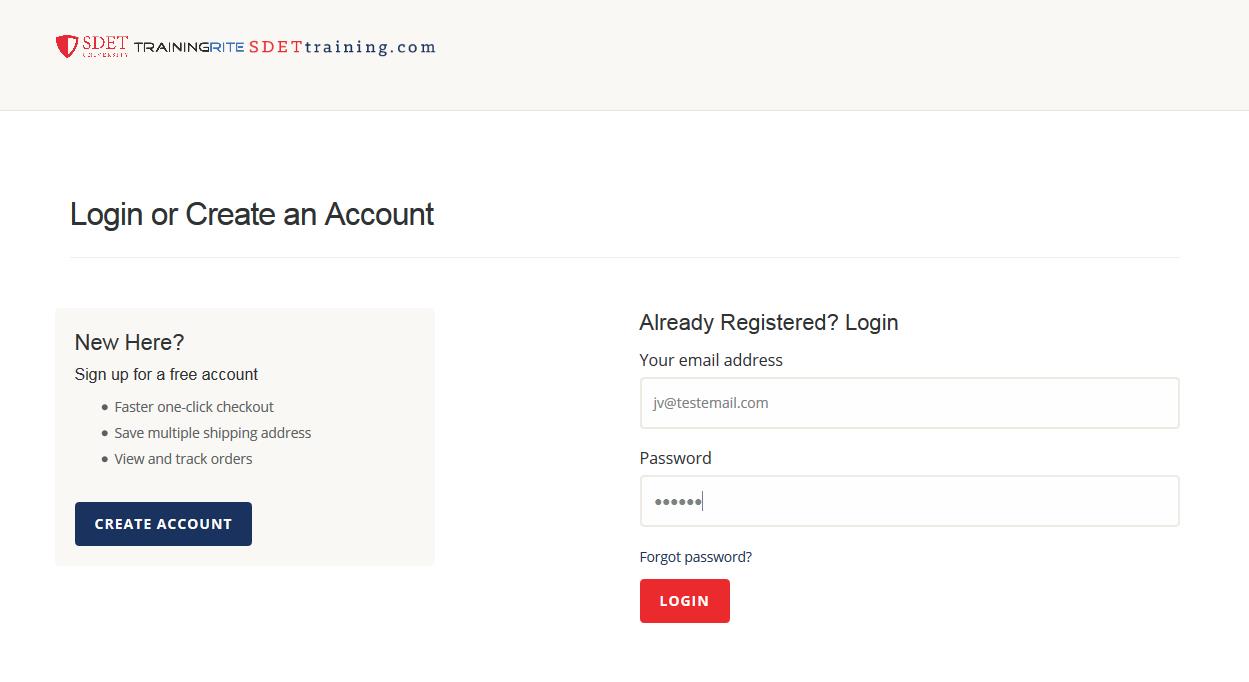 SDET TRAININGRITE SDETtraining.com
UNIVERSITY
Login or Create an Account
New Here?
Sign up for a free account
• Faster one-click checkout
• Save multiple shipping address
• View and track orders
CREATE ACCOUNT
Already Registered? Login
Your email address
jv@testemail.com
Password
••••••
Forgot password?
LOGIN